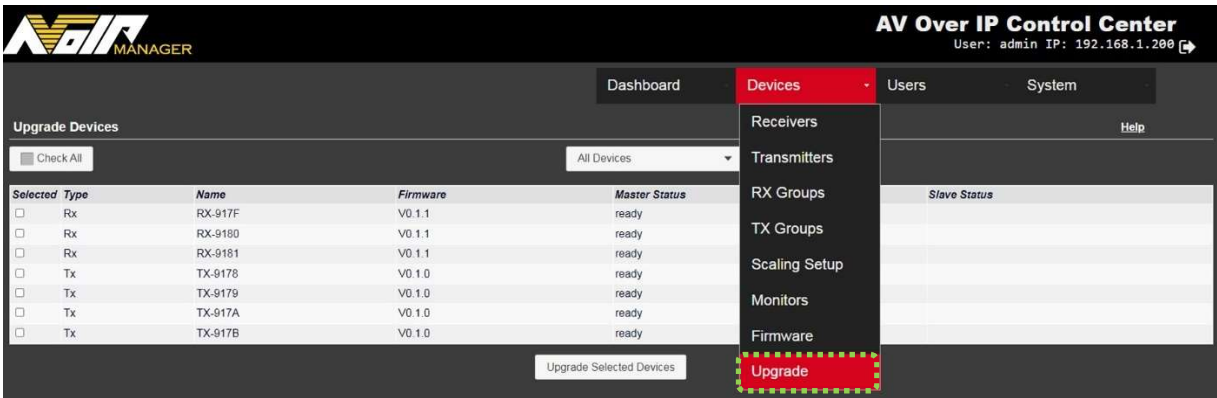 AVoIP MANAGER
AV Over IP Control Center
User: admin IP: 192.168.1.200
Dashboard Devices Users System
Upgrade Devices
Help
Check All
All Devices
Receivers
Transmitters
RX Groups
TX Groups
Scaling Setup
Monitors
Firmware
Upgrade
Selected Type Name Firmware Master Status Slave Status
Rx RX-917F V0.1.1 ready
Rx RX-9180 V0.1.1 ready
Rx RX-9181 V0.1.1 ready
Tx TX-9178 V0.1.0 ready
Tx TX-9179 V0.1.0 ready
Tx TX-917A V0.1.0 ready
Tx TX-917B V0.1.0 ready
Upgrade Selected Devices